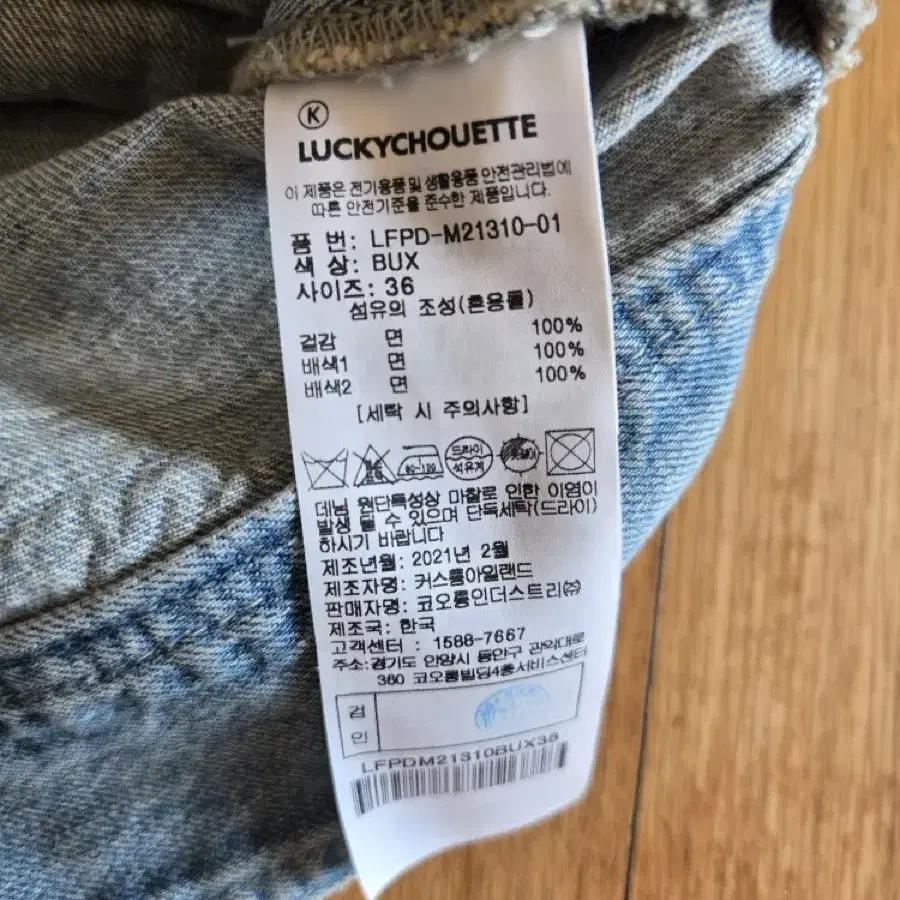 K
LUCKYCHOUETTE
이 제품은 전기용품 및 생활용품 안전관리법에
따른 안전기준을 준수한 제품입니다.
품 번: LFPD-M21310-01
색 상: BUX
사이즈: 36
섬유의 조성(혼용률)
겉감 면 100%
배색1 면 100%
배색2 면 100%
[세탁 시 주의사항]
80~120 드라이
석유계
데님 원단특성상 마찰로 인한 이염이
발생 될 수 있으며 단독세탁(드라이)
하시기 바랍니다
제조년월: 2021년 2월
제조자명: 커스틈아일랜드
판매자명: 코오롱인더스트리㈜
제조국: 한국
고객센터 : 1588-7667
주소: 경기도 안양시 동안구 관악대로
360 코오롱빌딩4층서비스센터
검
인
LFPDM21310BUX36